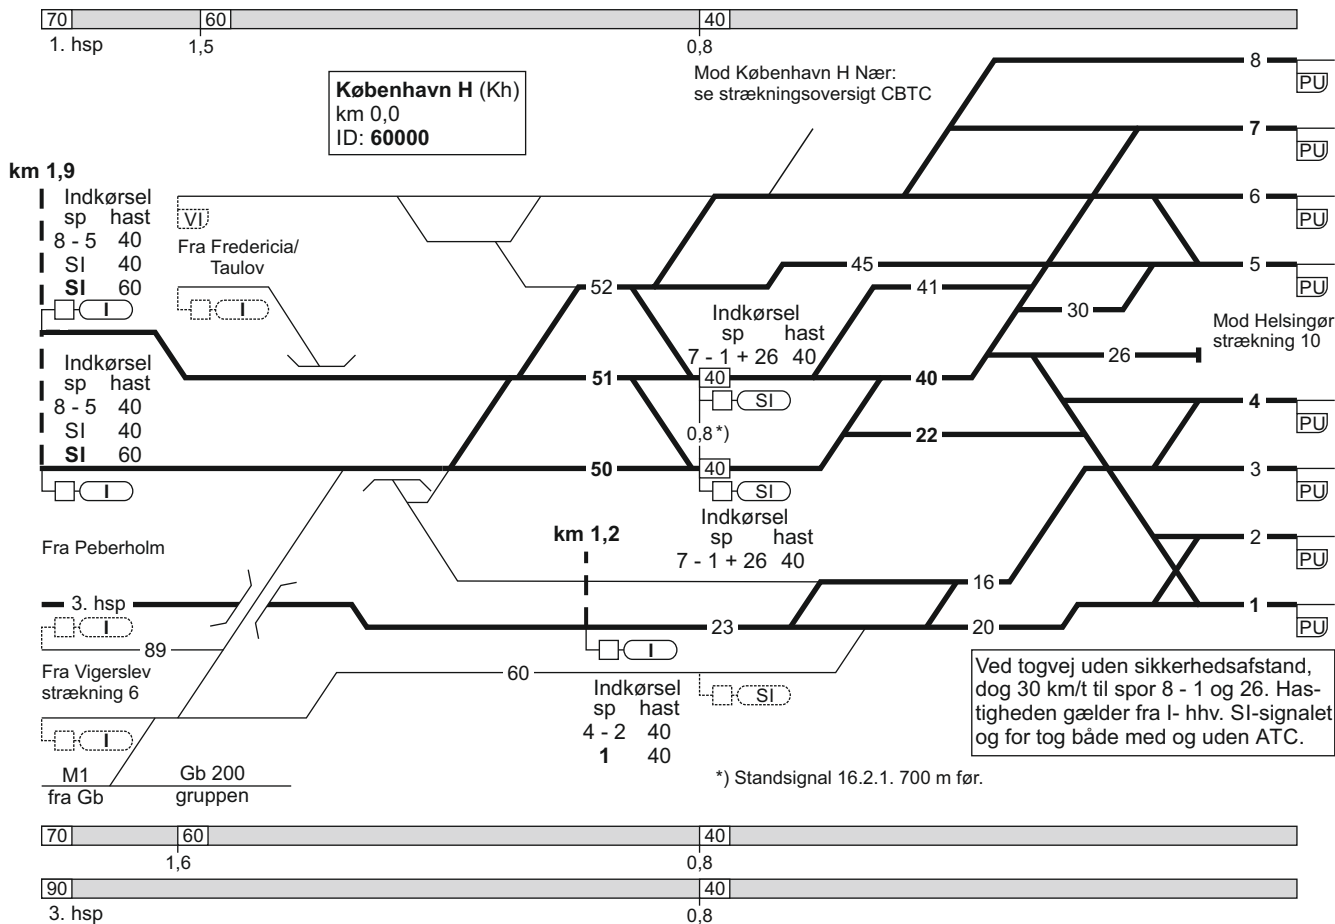 70 60 40
1. hsp 1,5 0,8
København H (Kh)
km 0,0
ID: 60000
Mod København H Nær:
se strækningsoversigt CBTC
8
PU
7
PU
6
PU
5
PU
km 1,9
Indkørsel
sp hast
8 - 5 40
SI 40
SI 60
I
VI
Fra Fredericia/
Taulov
I
52
45
41
30
Mod Helsingør
strækning 10
26
Indkørsel
sp hast
7 - 1 + 26 40
51
40
SI
40
0,8 *)
Indkørsel
sp hast
8 - 5 40
SI 40
SI 60
I
50
40
SI
22
4
PU
3
PU
Indkørsel
sp hast
7 - 1 + 26 40
2
PU
1
PU
Fra Peberholm
km 1,2
16
3. hsp
I
89
23
20
I
Fra Vigerslev
strækning 6
60
SI
I
Indkørsel
sp hast
4 - 2 40
1 40
Ved togvej uden sikkerhedsafstand,
dog 30 km/t til spor 8 - 1 og 26. Has-
tigheden gælder fra I- hhv. SI-signalet
og for tog både med og uden ATC.
M1
fra Gb
Gb 200
gruppen
*) Standsignal 16.2.1. 700 m før.
70 60 40
1,6 0,8
90 40
3. hsp 0,8